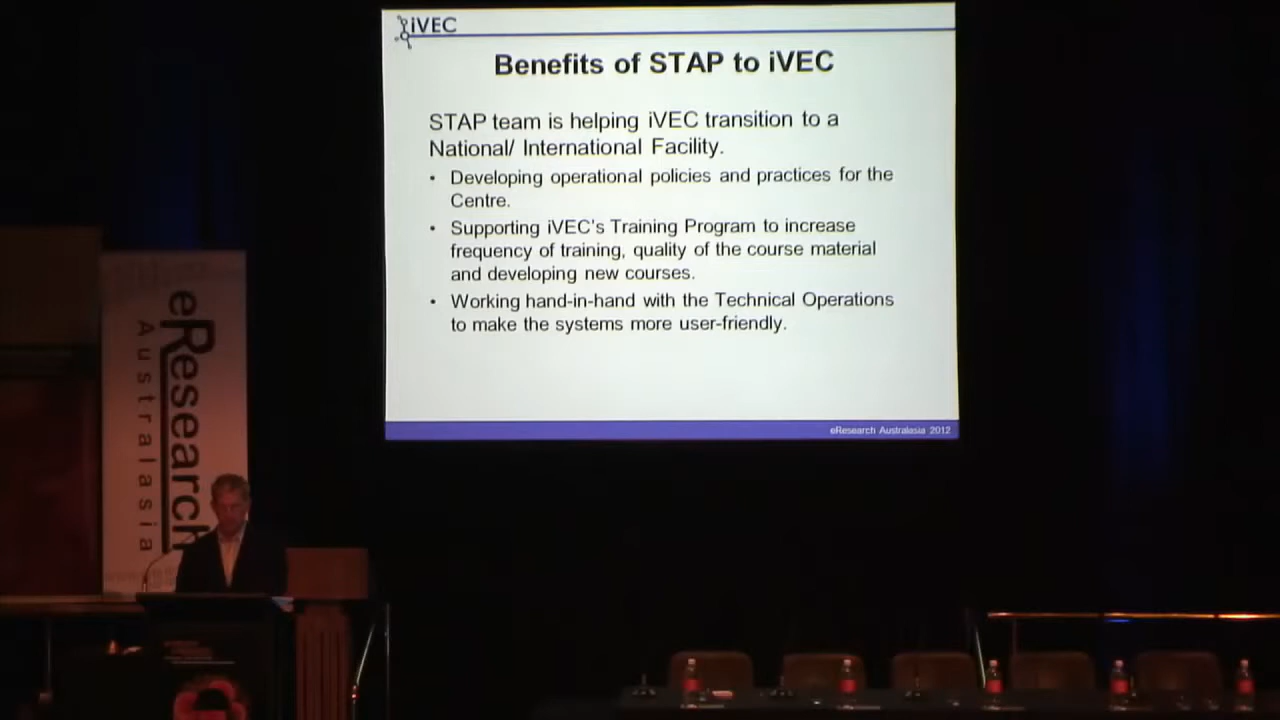 iVEC
Benefits of STAP to iVEC
STAP team is helping iVEC transition to a
National/ International Facility.
• Developing operational policies and practices for the
Centre.
• Supporting iVEC's Training Program to increase
frequency of training, quality of the course material
and developing new courses.
• Working hand-in-hand with the Technical Operations
to make the systems more user-friendly.
eResearch Australasia 2012
eResearch
Australasia